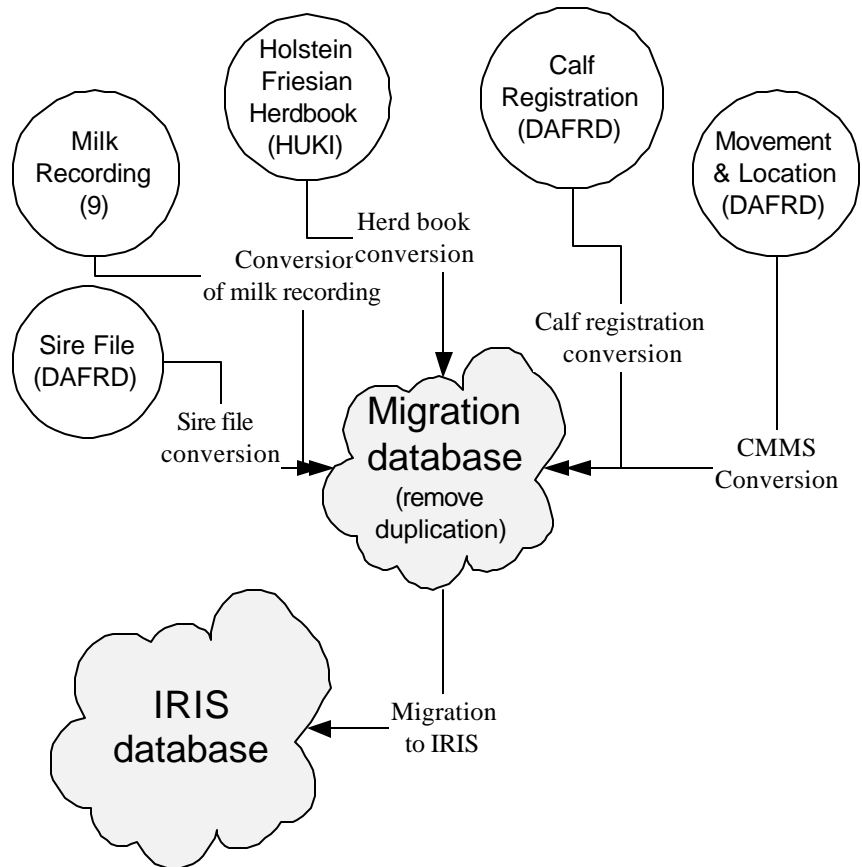 Holstein
Friesian
Herdbook
(HUKI)
Calf
Registration
(DAFRD)
Milk
Recording
(9)
Movement
& Location
(DAFRD)
Herd book
conversion
Conversion
of milk recording
Sire File
(DAFRD)
Calf registration
conversion
Sire file
conversion
Migration
database
(remove
duplication)
CMMS
Conversion
IRIS
database
Migration
to IRIS